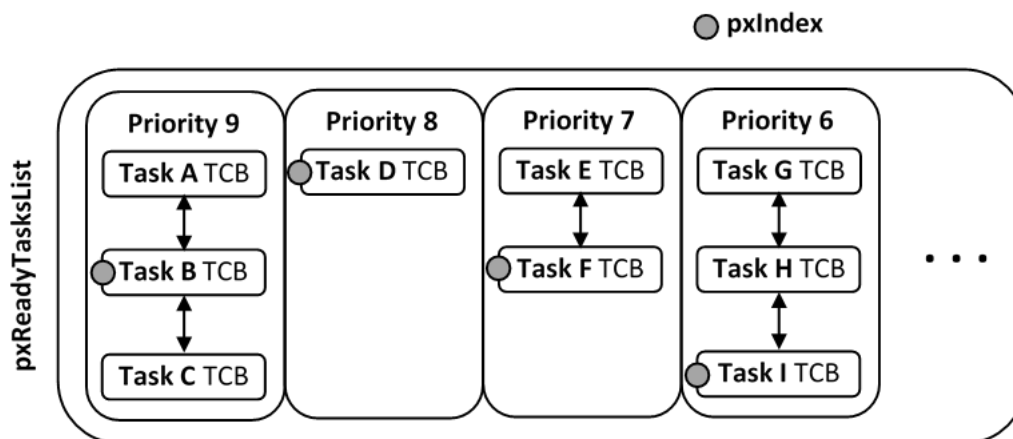 pxIndex
pxReadyTasksList
Priority 9
Task A TCB
Task B TCB
Task C TCB
Priority 8
Task D TCB
Priority 7
Task E TCB
Task F TCB
Priority 6
Task G TCB
Task H TCB
Task I TCB
. . .